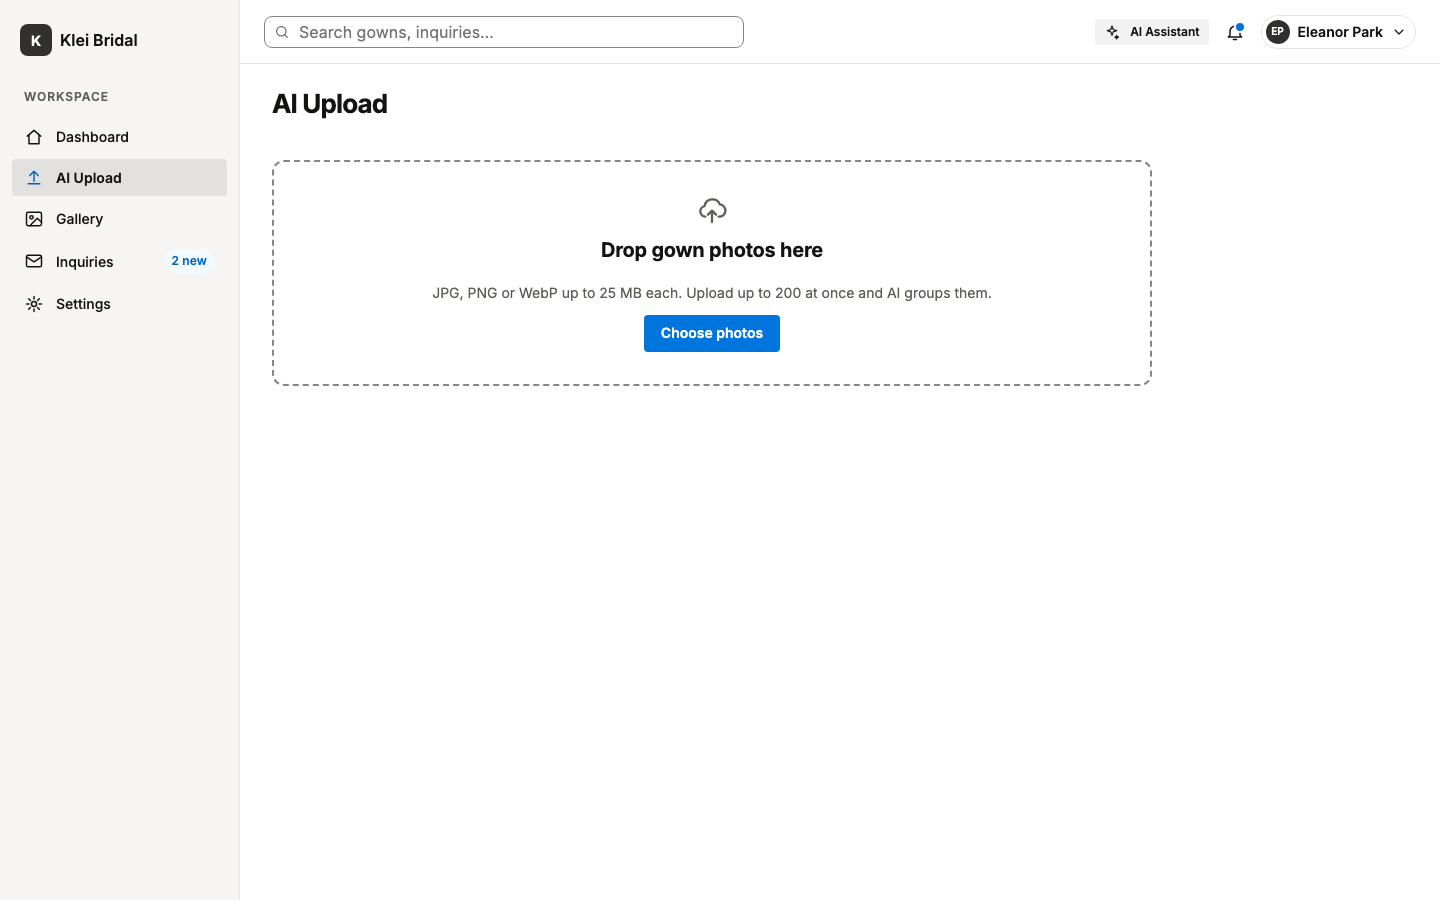 K Klei Bridal
Search gowns, inquiries...
AI Assistant
EP Eleanor Park
WORKSPACE
Dashboard
AI Upload
Gallery
Inquiries 2 new
Settings
AI Upload
Drop gown photos here
JPG, PNG or WebP up to 25 MB each. Upload up to 200 at once and AI groups them.
Choose photos